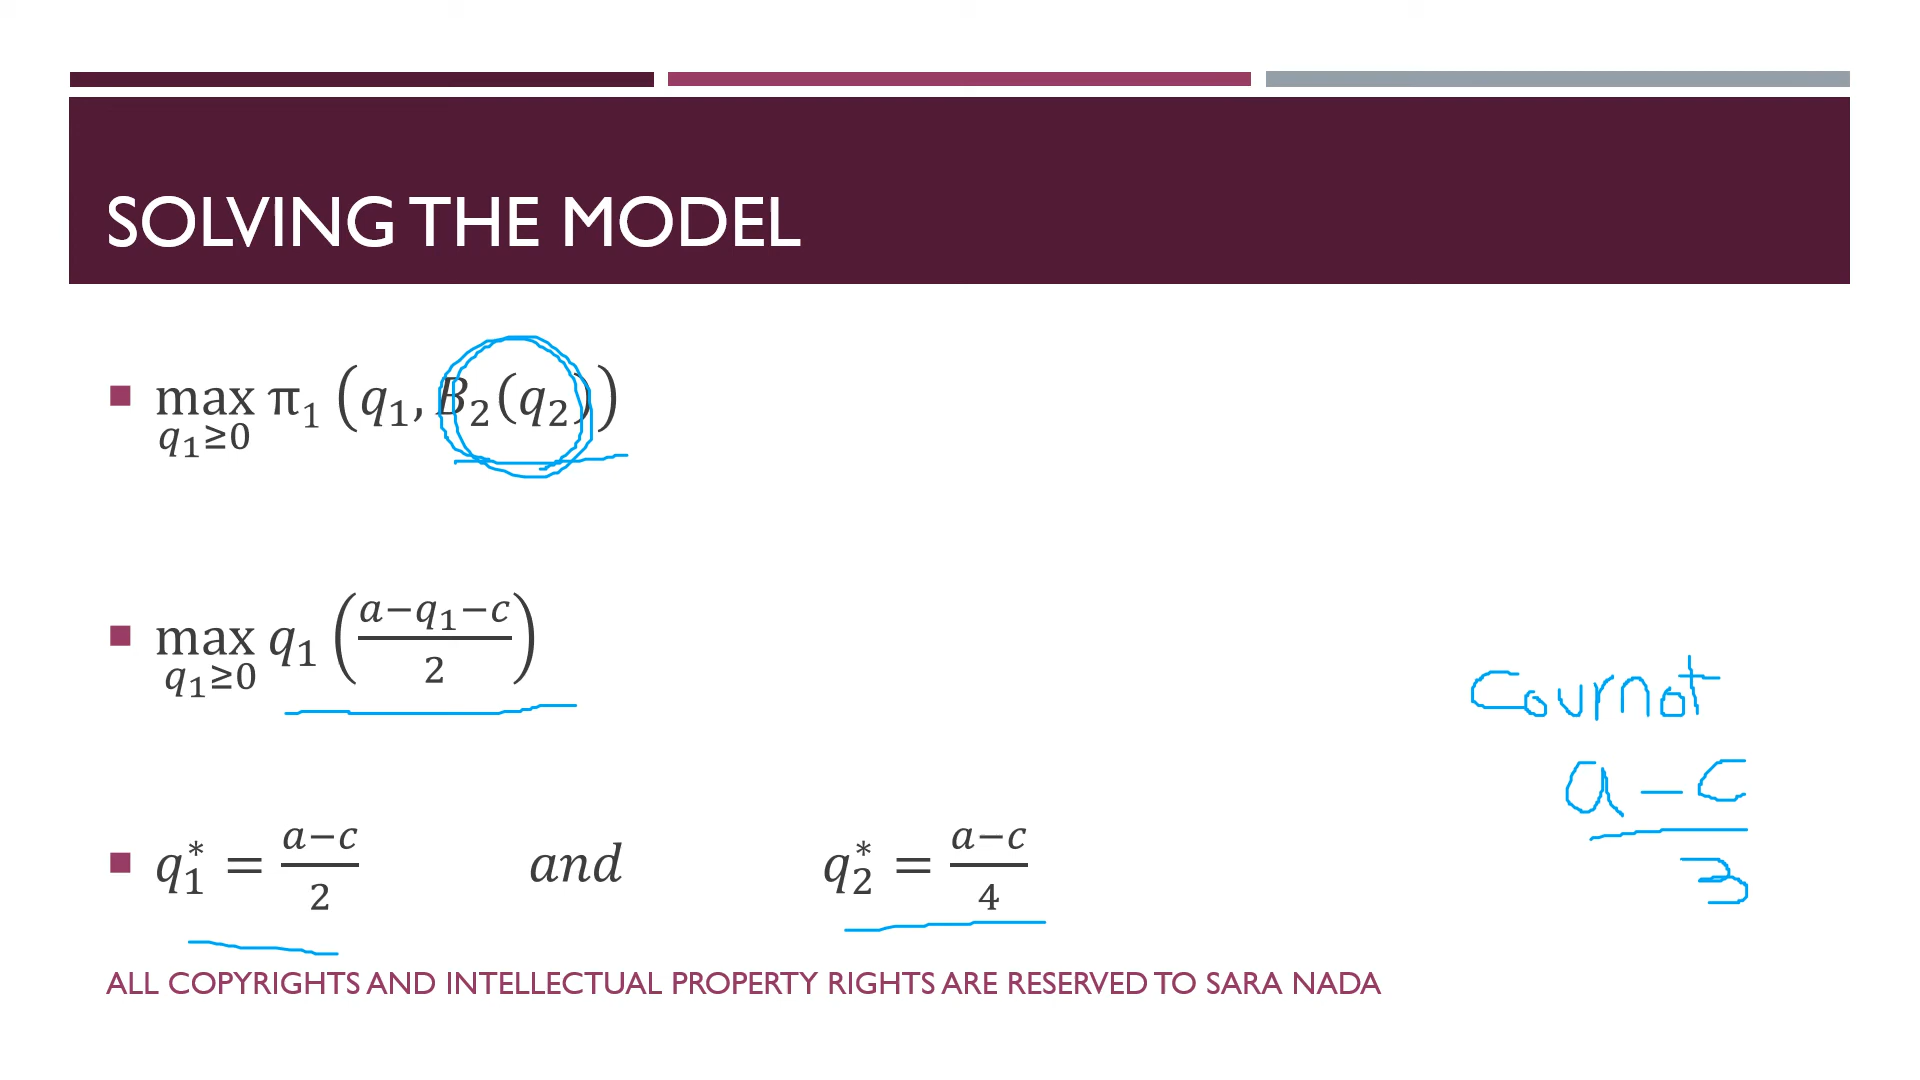 SOLVING THE MODEL
max q₁≥0 π₁ (q₁, B₂(q₂))
max q₁≥0 q₁ ((a−q₁−c)/2)
Cournot
a − c
3
q₁* = (a−c)/2 and q₂* = (a−c)/4
ALL COPYRIGHTS AND INTELLECTUAL PROPERTY RIGHTS ARE RESERVED TO SARA NADA